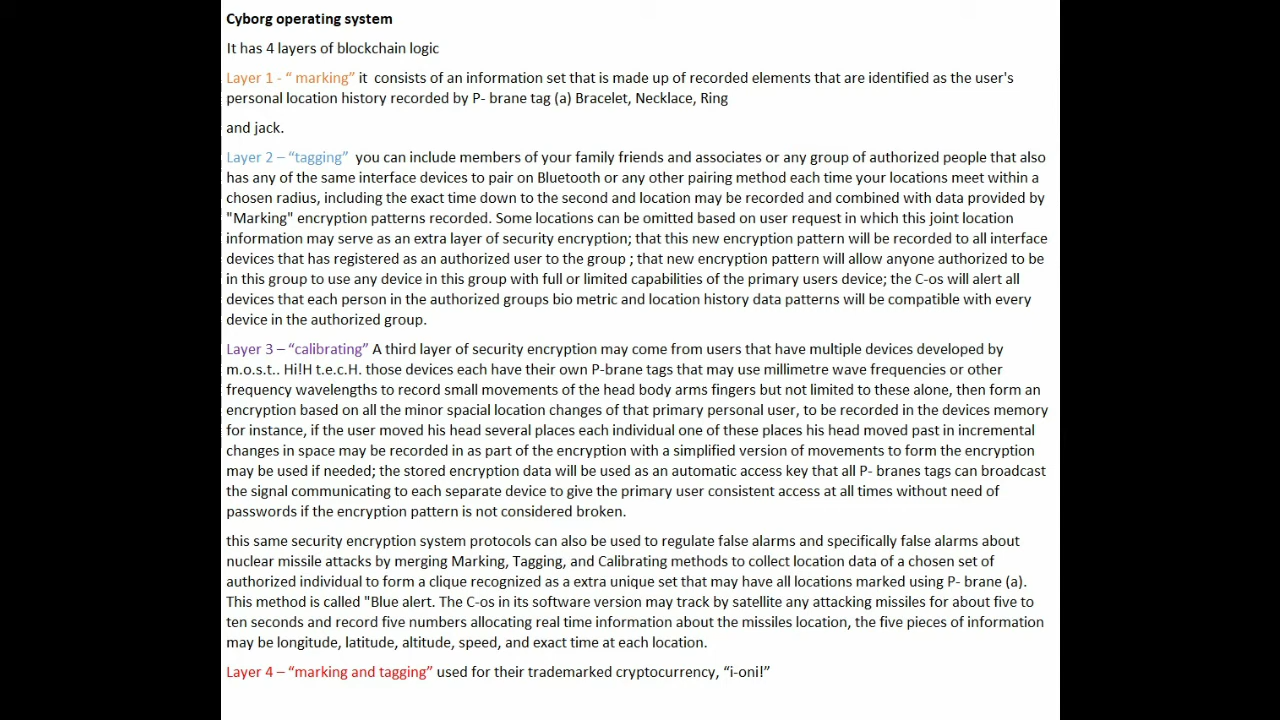 Cyborg operating system
It has 4 layers of blockchain logic
Layer 1 - “ marking” it  consists of an information set that is made up of recorded elements that are identified as the user's
personal location history recorded by P- brane tag (a) Bracelet, Necklace, Ring
and jack.
Layer 2 – “tagging”  you can include members of your family friends and associates or any group of authorized people that also
has any of the same interface devices to pair on Bluetooth or any other pairing method each time your locations meet within a
chosen radius, including the exact time down to the second and location may be recorded and combined with data provided by
"Marking" encryption patterns recorded. Some locations can be omitted based on user request in which this joint location
information may serve as an extra layer of security encryption; that this new encryption pattern will be recorded to all interface
devices that has registered as an authorized user to the group ; that new encryption pattern will allow anyone authorized to be
in this group to use any device in this group with full or limited capabilities of the primary users device; the C-os will alert all
devices that each person in the authorized groups bio metric and location history data patterns will be compatible with every
device in the authorized group.
Layer 3 – “calibrating” A third layer of security encryption may come from users that have multiple devices developed by
m.o.s.t.. Hi!H t.e.c.H. those devices each have their own P-brane tags that may use millimetre wave frequencies or other
frequency wavelengths to record small movements of the head body arms fingers but not limited to these alone, then form an
encryption based on all the minor spacial location changes of that primary personal user, to be recorded in the devices memory
for instance, if the user moved his head several places each individual one of these places his head moved past in incremental
changes in space may be recorded in as part of the encryption with a simplified version of movements to form the encryption
may be used if needed; the stored encryption data will be used as an automatic access key that all P- branes tags can broadcast
the signal communicating to each separate device to give the primary user consistent access at all times without need of
passwords if the encryption pattern is not considered broken.
this same security encryption system protocols can also be used to regulate false alarms and specifically false alarms about
nuclear missile attacks by merging Marking, Tagging, and Calibrating methods to collect location data of a chosen set of
authorized individual to form a clique recognized as a extra unique set that may have all locations marked using P- brane (a).
This method is called "Blue alert. The C-os in its software version may track by satellite any attacking missiles for about five to
ten seconds and record five numbers allocating real time information about the missiles location, the five pieces of information
may be longitude, latitude, altitude, speed, and exact time at each location.
Layer 4 – “marking and tagging” used for their trademarked cryptocurrency, “i-oni!”